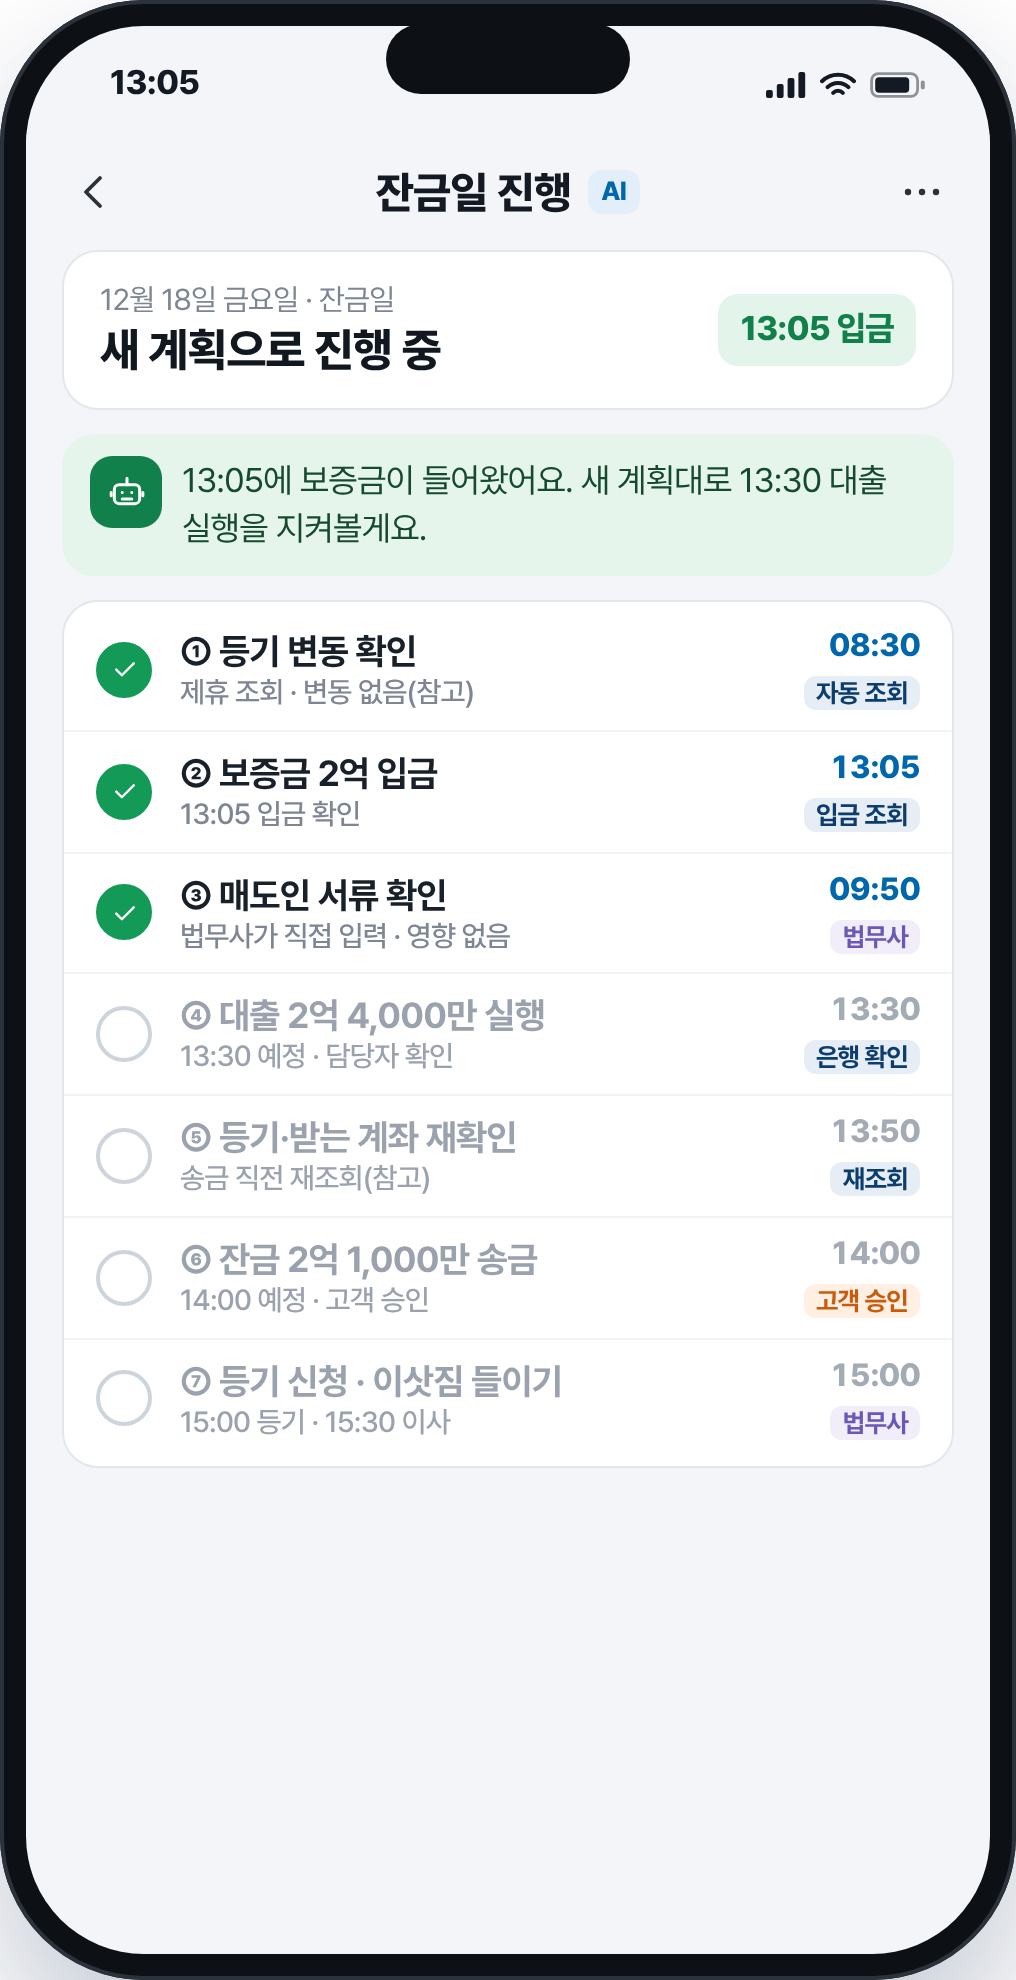 13:05
잔금일 진행 AI
12월 18일 금요일 · 잔금일
새 계획으로 진행 중
13:05 입금
13:05에 보증금이 들어왔어요. 새 계획대로 13:30 대출
실행을 지켜볼게요.
① 등기 변동 확인
제휴 조회 · 변동 없음(참고)
08:30
자동 조회
② 보증금 2억 입금
13:05 입금 확인
13:05
입금 조회
③ 매도인 서류 확인
법무사가 직접 입력 · 영향 없음
09:50
법무사
④ 대출 2억 4,000만 실행
13:30 예정 · 담당자 확인
13:30
은행 확인
⑤ 등기·받는 계좌 재확인
송금 직전 재조회(참고)
13:50
재조회
⑥ 잔금 2억 1,000만 송금
14:00 예정 · 고객 승인
14:00
고객 승인
⑦ 등기 신청 · 이삿짐 들이기
15:00 등기 · 15:30 이사
15:00
법무사